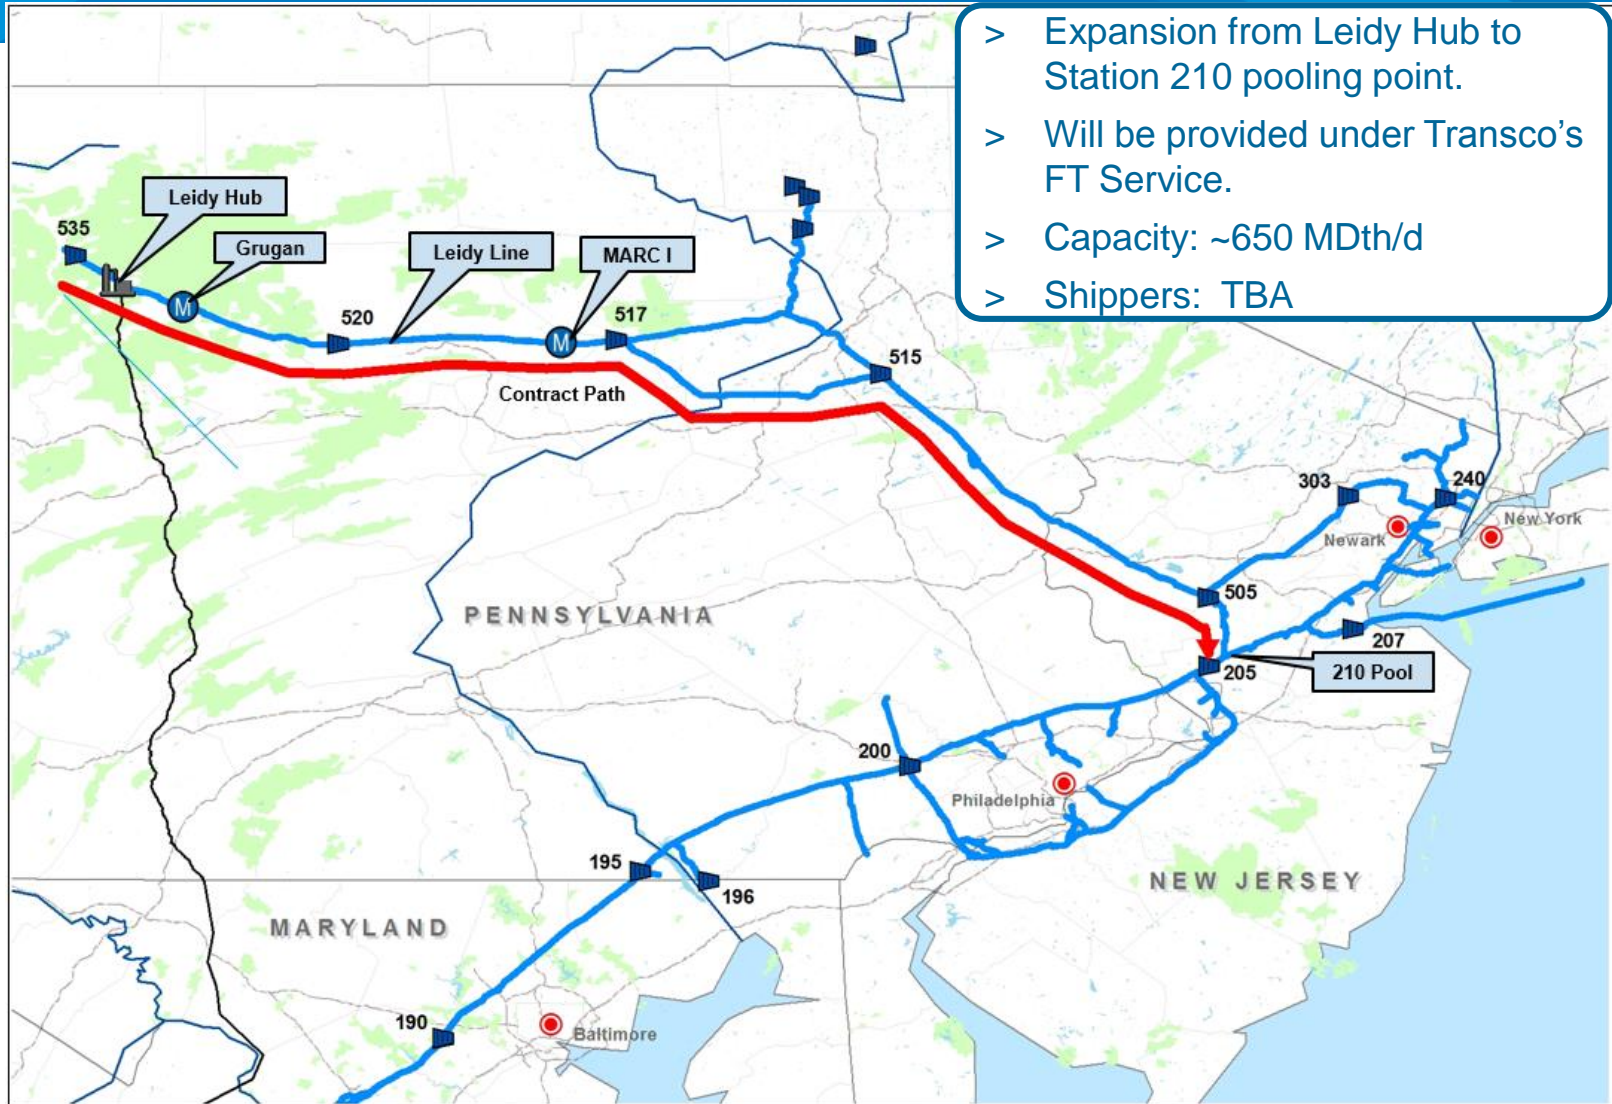 > Expansion from Leidy Hub to
Station 210 pooling point.
> Will be provided under Transco’s
FT Service.
> Capacity: ~650 MDth/d
> Shippers: TBA
Leidy Hub
535
Grugan
Leidy Line
MARC I
M
520
M
517
515
Contract Path
303
240
New York
Newark
505
PENNSYLVANIA
207
205
210 Pool
200
Philadelphia
195
196
NEW JERSEY
MARYLAND
190
Baltimore